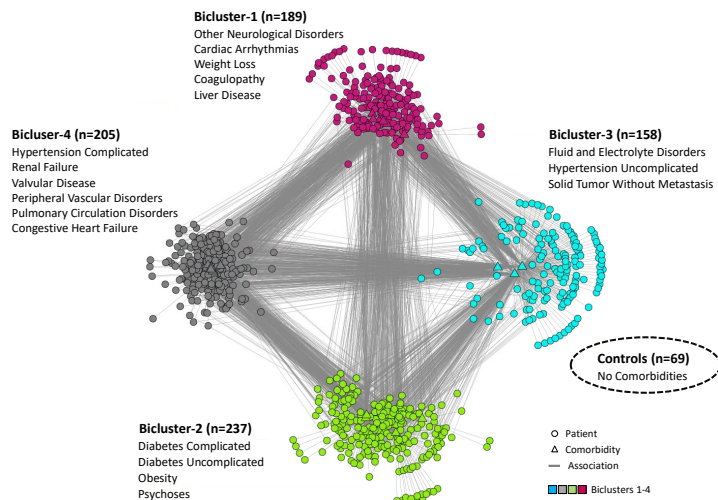 Bicluster-1 (n=189)
Other Neurological Disorders
Cardiac Arrhythmias
Weight Loss
Coagulopathy
Liver Disease
Bicluser-4 (n=205)
Hypertension Complicated
Renal Failure
Valvular Disease
Peripheral Vascular Disorders
Pulmonary Circulation Disorders
Congestive Heart Failure
Bicluster-3 (n=158)
Fluid and Electrolyte Disorders
Hypertension Uncomplicated
Solid Tumor Without Metastasis
Controls (n=69)
No Comorbidities
Bicluster-2 (n=237)
Diabetes Complicated
Diabetes Uncomplicated
Obesity
Psychoses
Patient
Comorbidity
Association
Biclusters 1-4